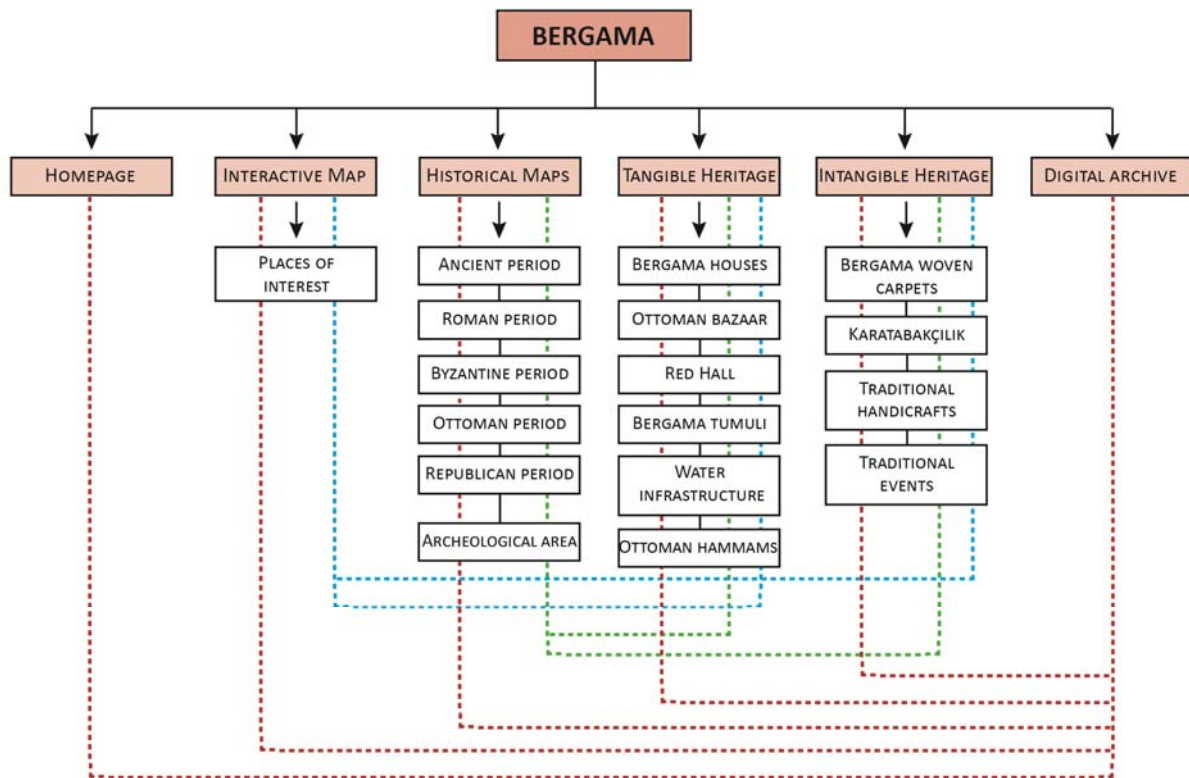 BERGAMA
HOMEPAGE
INTERACTIVE MAP
HISTORICAL MAPS
TANGIBLE HERITAGE
INTANGIBLE HERITAGE
DIGITAL ARCHIVE
PLACES OF
INTEREST
ANCIENT PERIOD
ROMAN PERIOD
BYZANTINE PERIOD
OTTOMAN PERIOD
REPUBLICAN PERIOD
ARCHEOLOGICAL AREA
BERGAMA HOUSES
OTTOMAN BAZAAR
RED HALL
BERGAMA TUMULI
WATER
INFRASTRUCTURE
OTTOMAN HAMMAMS
BERGAMA WOVEN
CARPETS
KARATABAKÇILIK
TRADITIONAL
HANDICRAFTS
TRADITIONAL
EVENTS